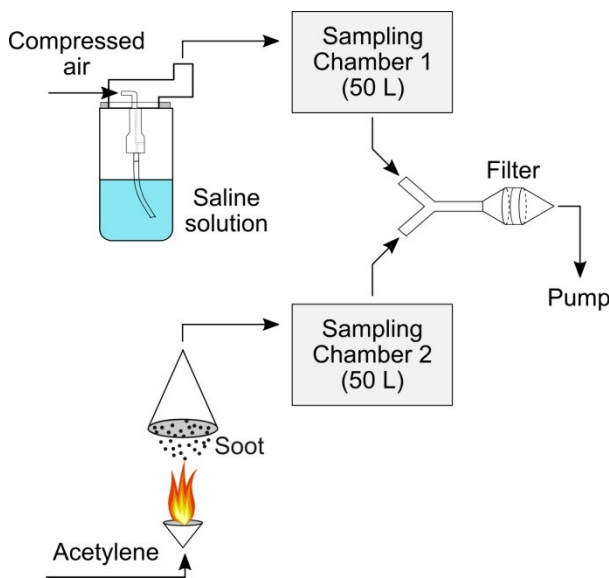 Compressed
air
Sampling
Chamber 1
(50 L)
Saline
solution
Filter
Pump
Sampling
Chamber 2
(50 L)
Soot
Acetylene